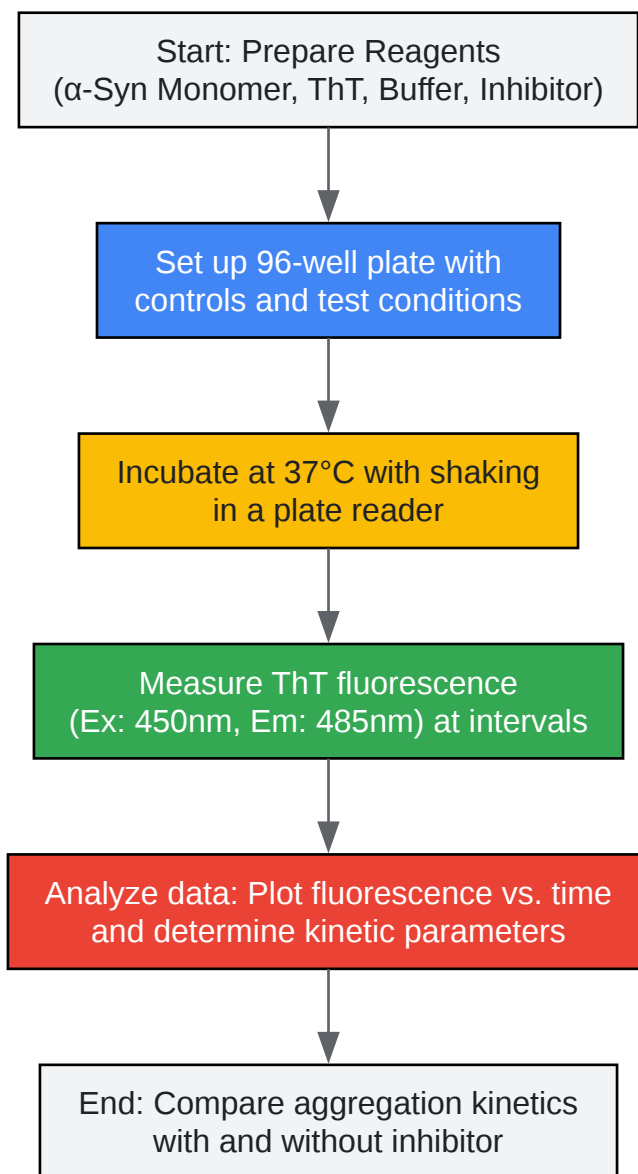 Start: Prepare Reagents
(α-Syn Monomer, ThT, Buffer, Inhibitor)
Set up 96-well plate with
controls and test conditions
Incubate at 37°C with shaking
in a plate reader
Measure ThT fluorescence
(Ex: 450nm, Em: 485nm) at intervals
Analyze data: Plot fluorescence vs. time
and determine kinetic parameters
End: Compare aggregation kinetics
with and without inhibitor